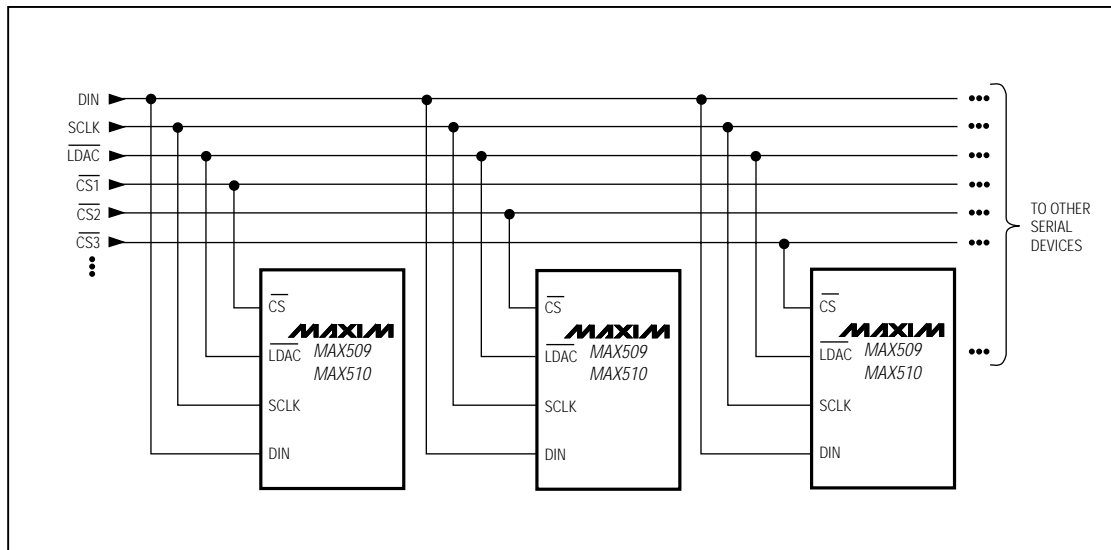 DIN
SCLK
LDAC
CS1
CS2
CS3
TO OTHER
SERIAL
DEVICES
CS
MAXIM
LDAC
MAX509
MAX510
SCLK
DIN
CS
MAXIM
LDAC
MAX509
MAX510
SCLK
DIN
CS
MAXIM
LDAC
MAX509
MAX510
SCLK
DIN